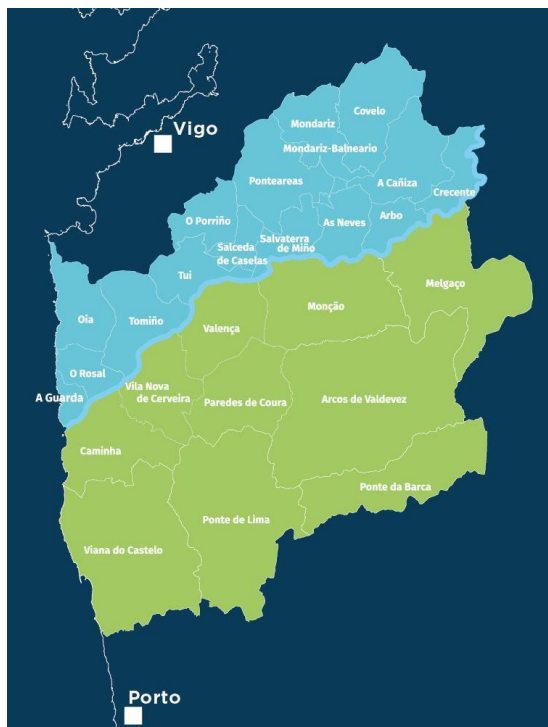 Vigo
Covelo
Mondariz
Mondariz-Balneario
Ponteareas
A Cañiza
Crecente
O Porriño
As Neves
Arbo
Salvaterra
de Miño
Salceda
de Caselas
Tui
Melgaço
Oia
Tomiño
Monção
Valença
O Rosal
A Guarda
Vila Nova
de Cerveira
Paredes de Coura
Arcos de Valdevez
Caminha
Ponte da Barca
Ponte de Lima
Viana do Castelo
Porto